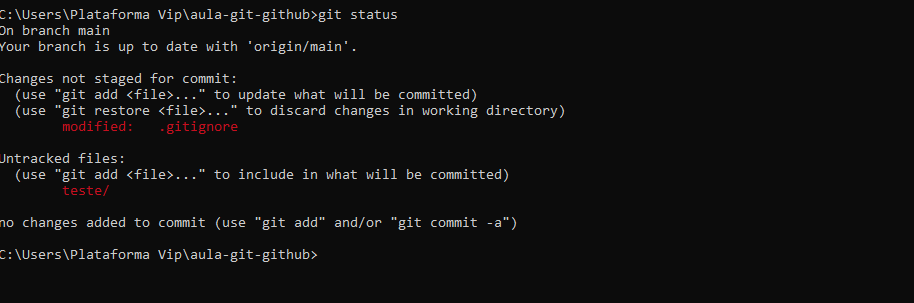 C:\Users\Plataforma Vip\aula-git-github>git status
On branch main
Your branch is up to date with 'origin/main'.
Changes not staged for commit:
  (use "git add <file>..." to update what will be committed)
  (use "git restore <file>..." to discard changes in working directory)
        modified:   .gitignore
Untracked files:
  (use "git add <file>..." to include in what will be committed)
        teste/
no changes added to commit (use "git add" and/or "git commit -a")
C:\Users\Plataforma Vip\aula-git-github>